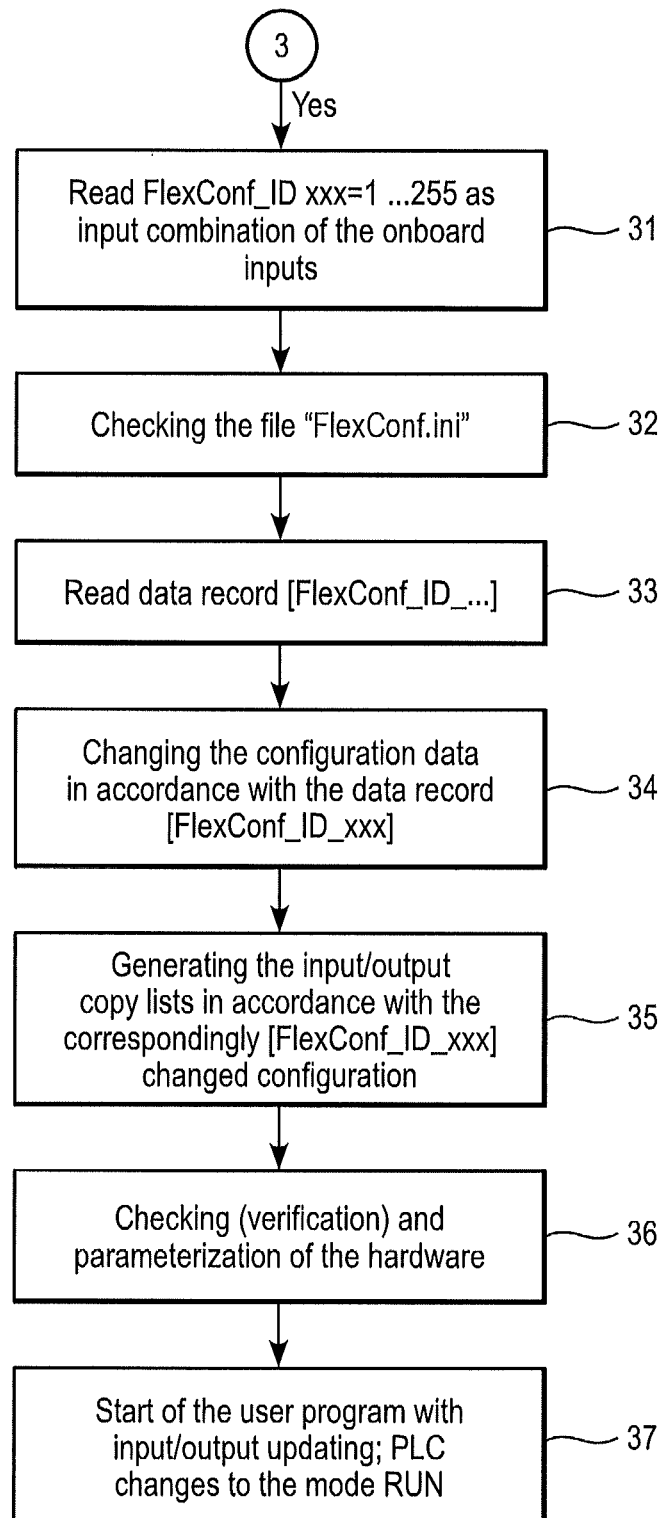 3
Yes
Read FlexConf_ID xxx=1 ...255 as
input combination of the onboard
inputs
31
Checking the file “FlexConf.ini”
32
Read data record [FlexConf_ID_...]
33
Changing the configuration data
in accordance with the data record
[FlexConf_ID_xxx]
34
Generating the input/output
copy lists in accordance with the
correspondingly [FlexConf_ID_xxx]
changed configuration
35
Checking (verification) and
parameterization of the hardware
36
Start of the user program with
input/output updating; PLC
changes to the mode RUN
37